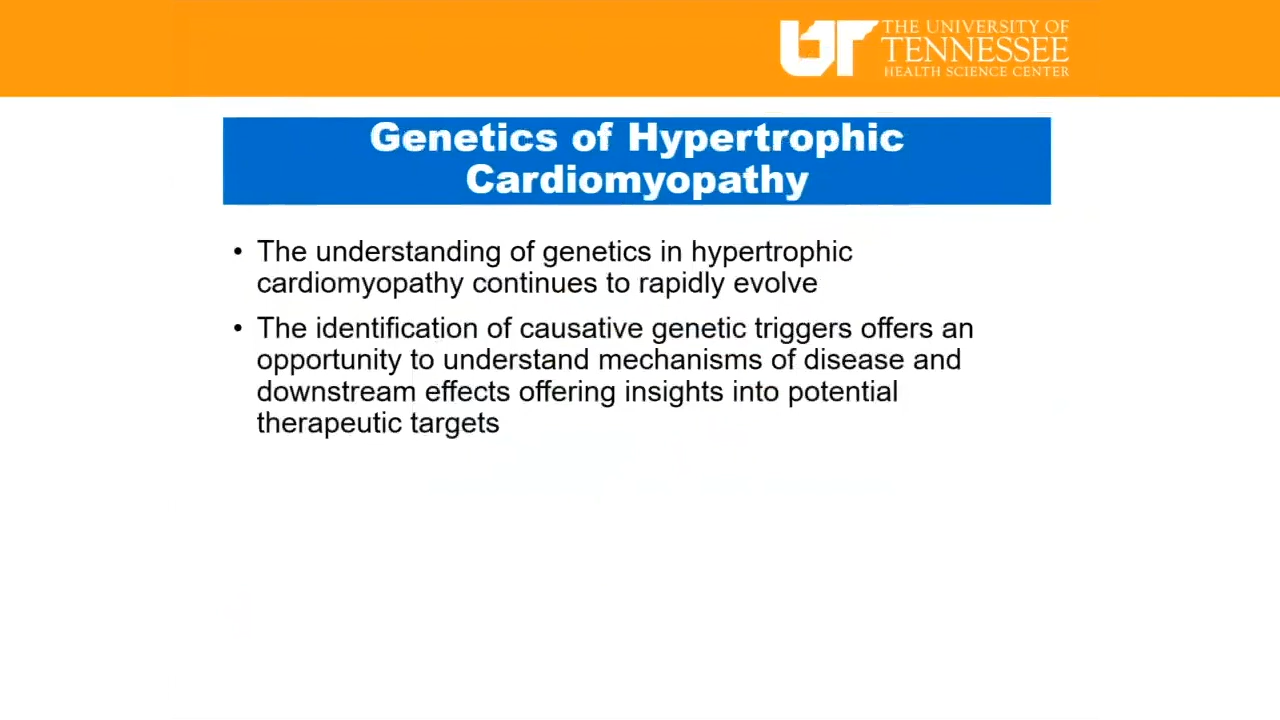 THE UNIVERSITY OF
UT TENNESSEE
HEALTH SCIENCE CENTER
Genetics of Hypertrophic
Cardiomyopathy
• The understanding of genetics in hypertrophic
cardiomyopathy continues to rapidly evolve
• The identification of causative genetic triggers offers an
opportunity to understand mechanisms of disease and
downstream effects offering insights into potential
therapeutic targets